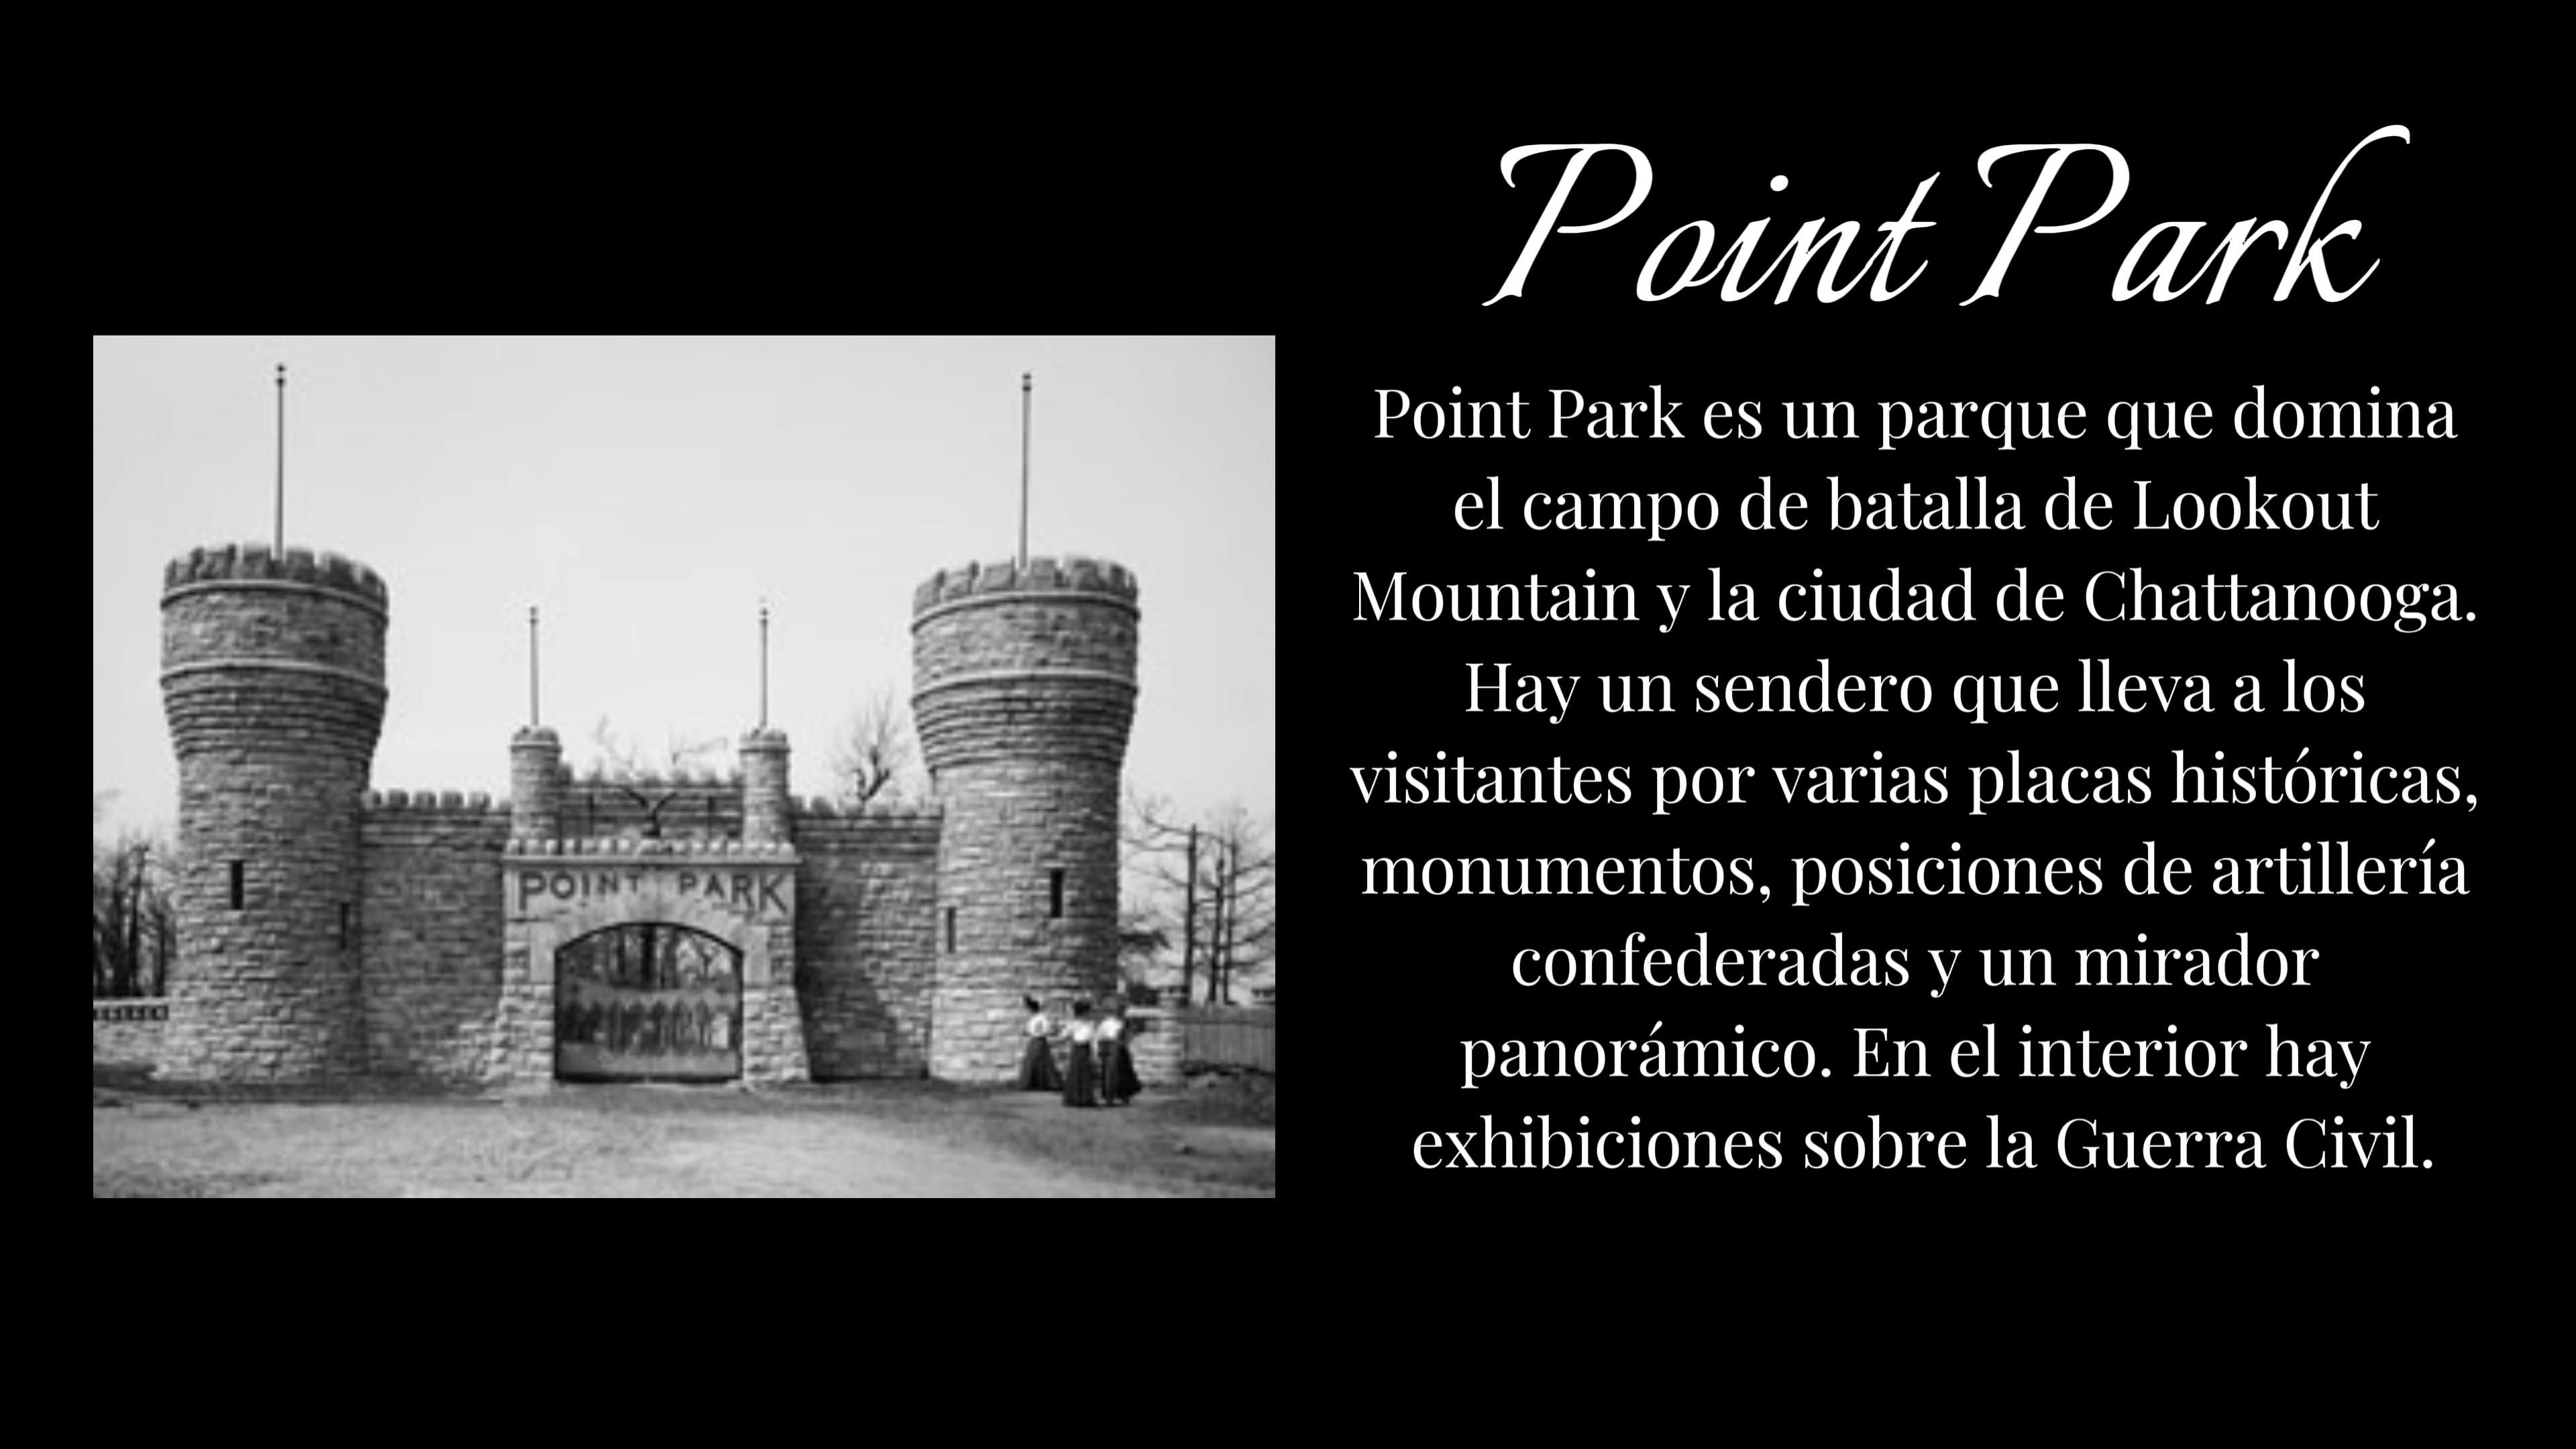 Point Park
Point Park es un parque que domina
el campo de batalla de Lookout
Mountain y la ciudad de Chattanooga.
Hay un sendero que lleva a los
visitantes por varias placas históricas,
monumentos, posiciones de artillería
confederadas y un mirador
panorámico. En el interior hay
exhibiciones sobre la Guerra Civil.
POINT PARK